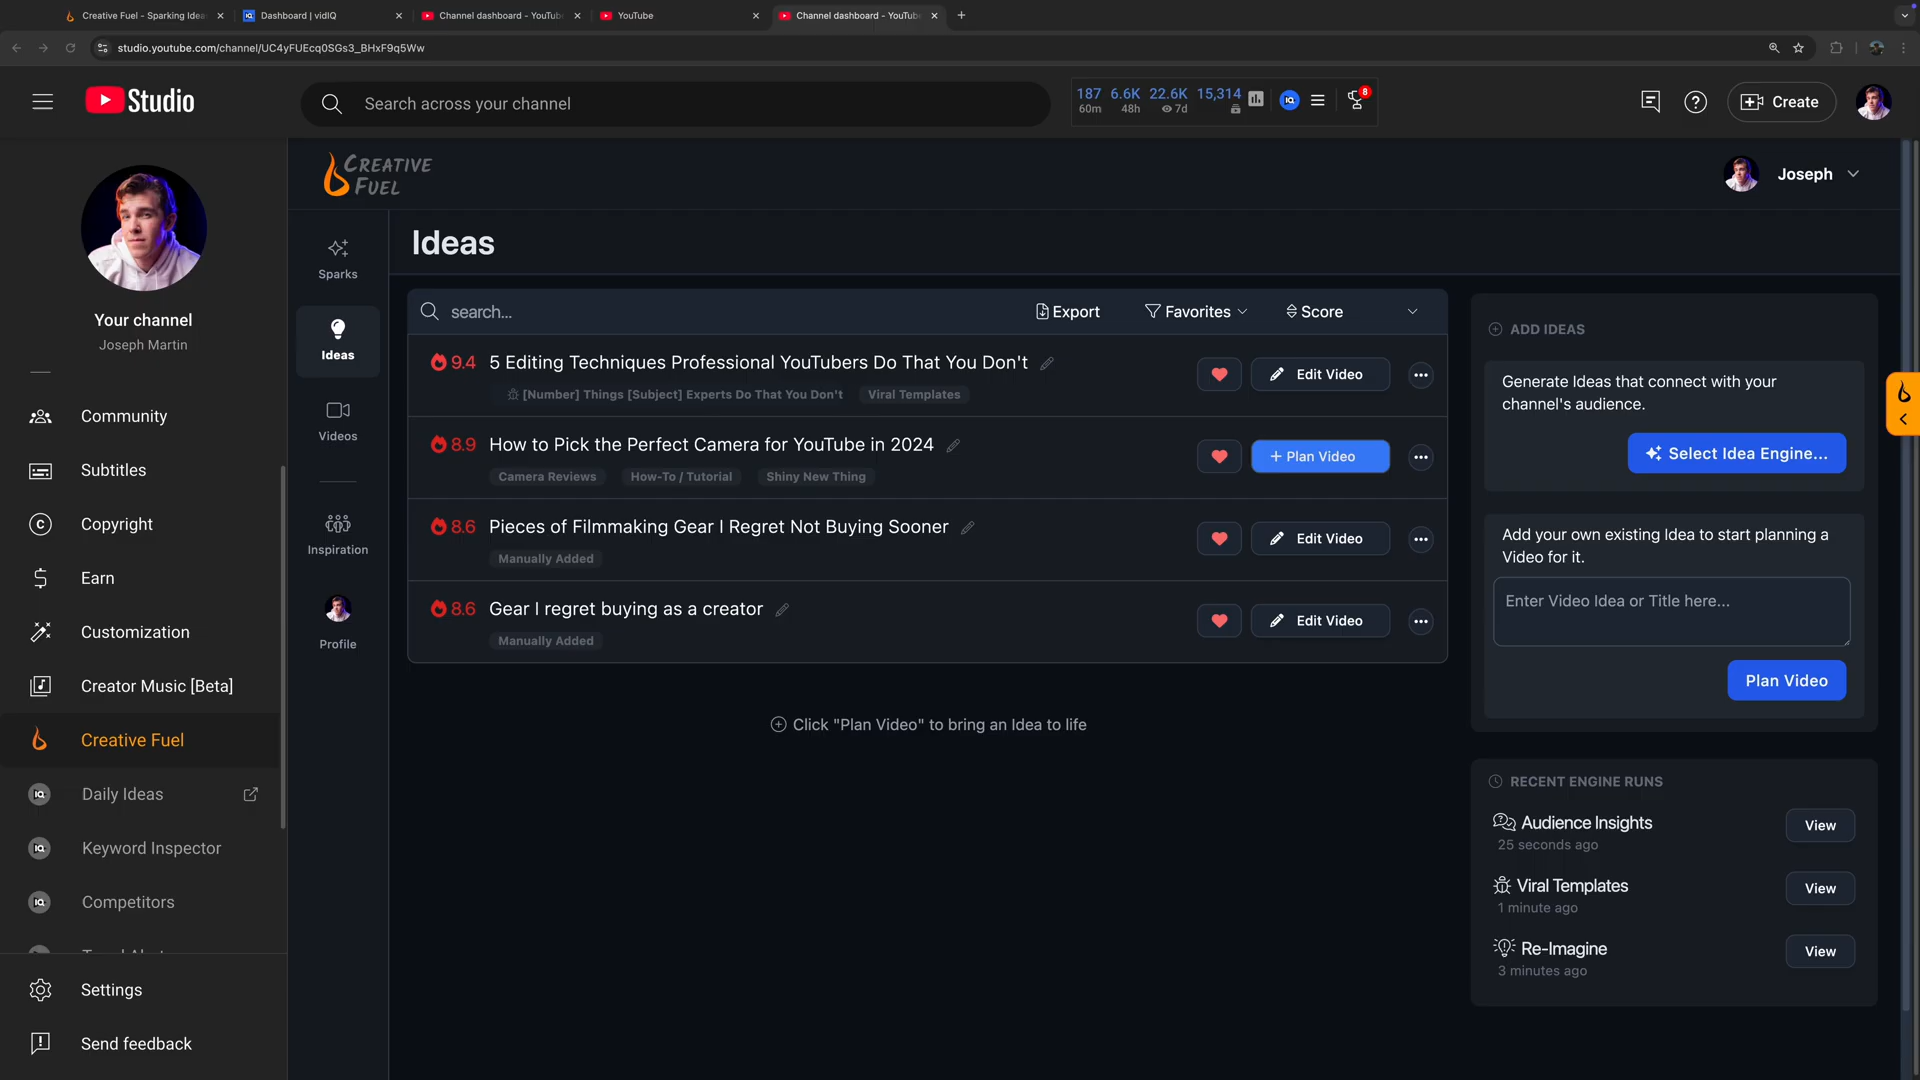 Creative Fuel - Sparking Idea
Dashboard | vidIQ
Channel dashboard - YouTub
YouTube
Channel dashboard - YouTub
studio.youtube.com/channel/UC4yFUEcq0SGs3_BHxF9q5Ww
Studio
Search across your channel
187 6.6K 22.6K 15,314
60m 48h 7d
IQ
8
Create
Your channel
Joseph Martin
Community
Subtitles
Copyright
Earn
Customization
Creator Music [Beta]
Creative Fuel
Daily Ideas
Keyword Inspector
Competitors
Settings
Send feedback
CREATIVE FUEL
Joseph
Sparks
Ideas
Videos
Inspiration
Profile
Ideas
search...
Export
Favorites
Score
9.4 5 Editing Techniques Professional YouTubers Do That You Don't
[Number] Things [Subject] Experts Do That You Don't Viral Templates
Edit Video
8.9 How to Pick the Perfect Camera for YouTube in 2024
Camera Reviews How-To / Tutorial Shiny New Thing
+ Plan Video
8.6 Pieces of Filmmaking Gear I Regret Not Buying Sooner
Manually Added
Edit Video
8.6 Gear I regret buying as a creator
Manually Added
Edit Video
Click "Plan Video" to bring an Idea to life
ADD IDEAS
Generate Ideas that connect with your
channel's audience.
Select Idea Engine...
Add your own existing Idea to start planning a
Video for it.
Enter Video Idea or Title here...
Plan Video
RECENT ENGINE RUNS
Audience Insights
25 seconds ago
View
Viral Templates
1 minute ago
View
Re-Imagine
3 minutes ago
View